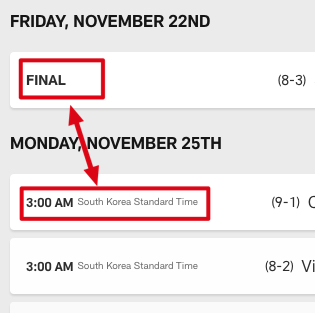 FRIDAY, NOVEMBER 22ND
FINAL (8-3)
MONDAY, NOVEMBER 25TH
3:00 AM South Korea Standard Time (9-1)
3:00 AM South Korea Standard Time (8-2) Vi